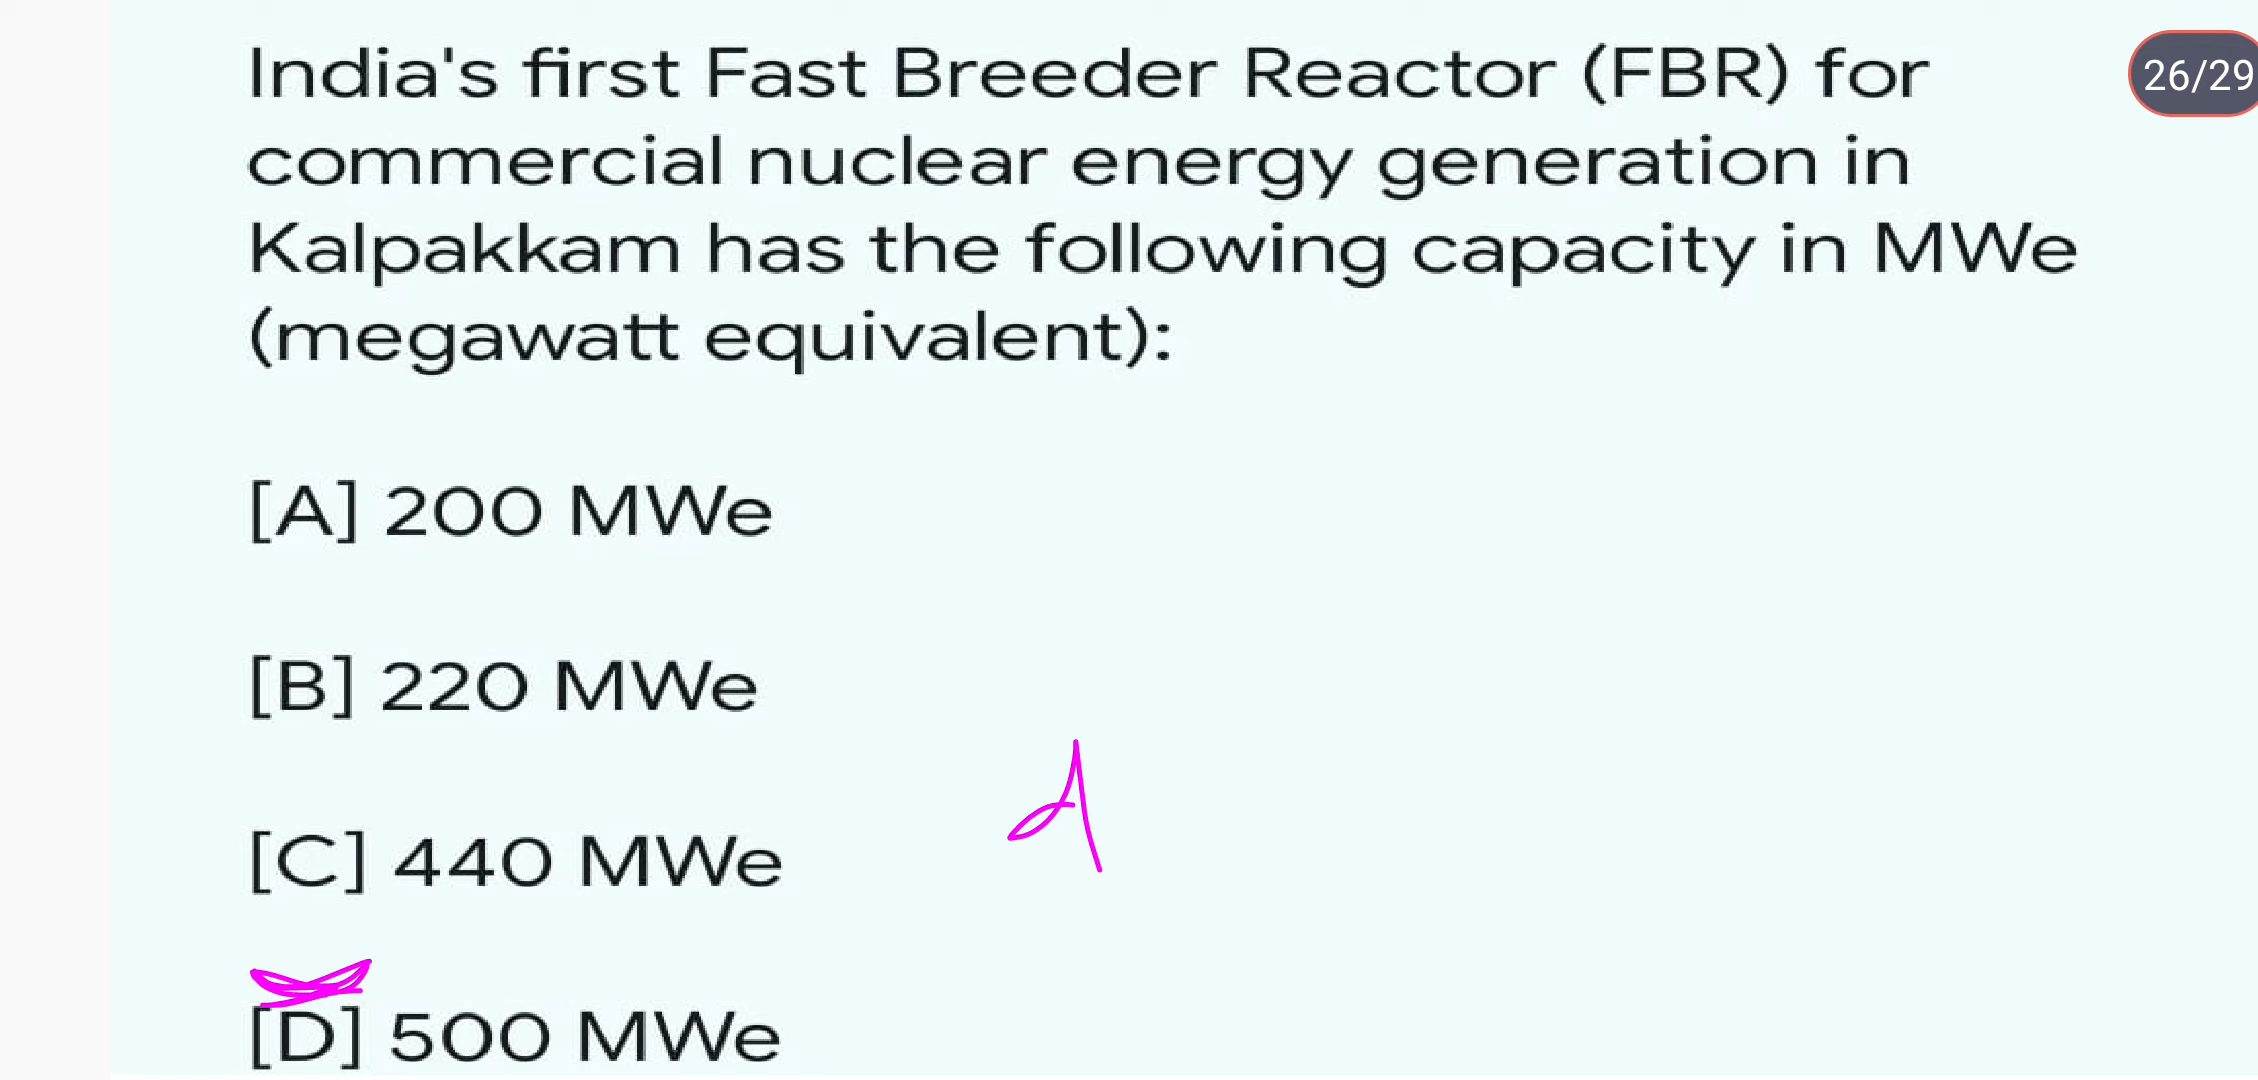 India's first Fast Breeder Reactor (FBR) for
26/29
commercial nuclear energy generation in
Kalpakkam has the following capacity in MWe
(megawatt equivalent):
[A] 200 MWe
[B] 220 MWe
[C] 440 MWe
[D] 500 MWe